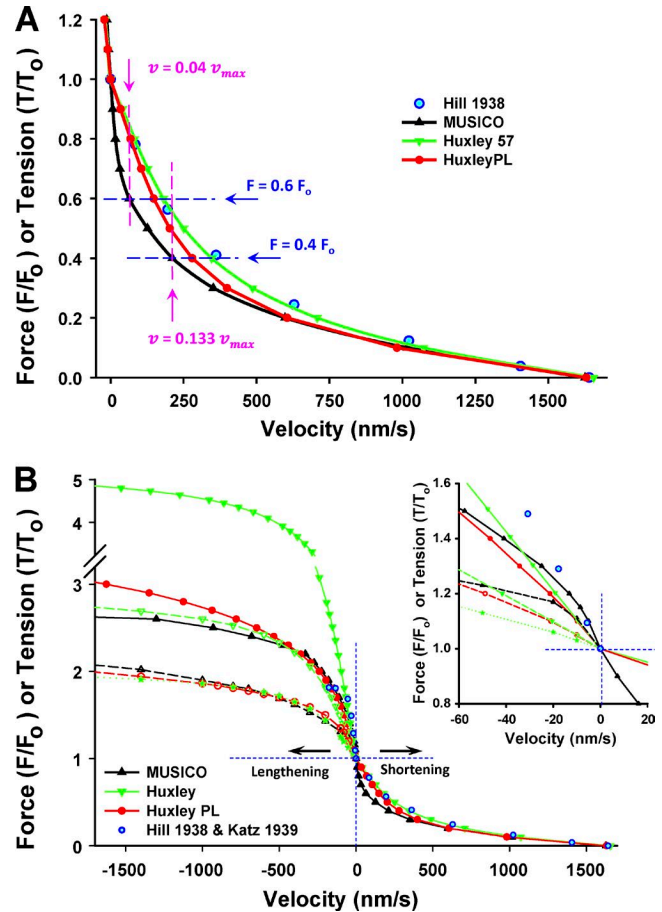 A
Force (F/Fo) or Tension (T/To)
1.2
1.0
0.8
0.6
0.4
0.2
0.0
v = 0.04 vmax
Hill 1938
MUSICO
Huxley 57
HuxleyPL
F = 0.6 Fo
F = 0.4 Fo
v = 0.133 vmax
0 250 500 750 1000 1250 1500
Velocity (nm/s)
B
Force (F/Fo) or Tension (T/To)
5
4
3
2
1
0
Lengthening
Shortening
MUSICO
Huxley
Huxley PL
Hill 1938 & Katz 1939
-1500 -1000 -500 0 500 1000 1500
Velocity (nm/s)
Force (F/Fo) or Tension (T/To)
1.6
1.4
1.2
1.0
0.8
-60 -40 -20 0 20
Velocity (nm/s)